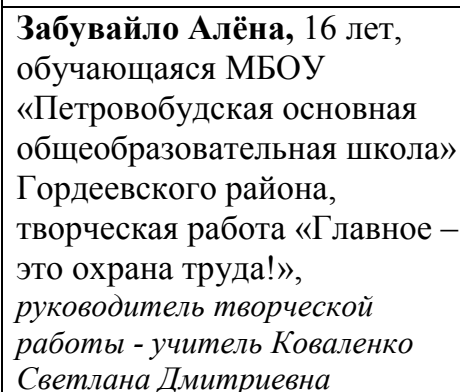 Забувайло Алёна, 16 лет,
обучающаяся МБОУ
«Петровобудская основная
общеобразовательная школа»
Гордеевского района,
творческая работа «Главное –
это охрана труда!»,
руководитель творческой
работы - учитель Коваленко
Светлана Дмитриевна